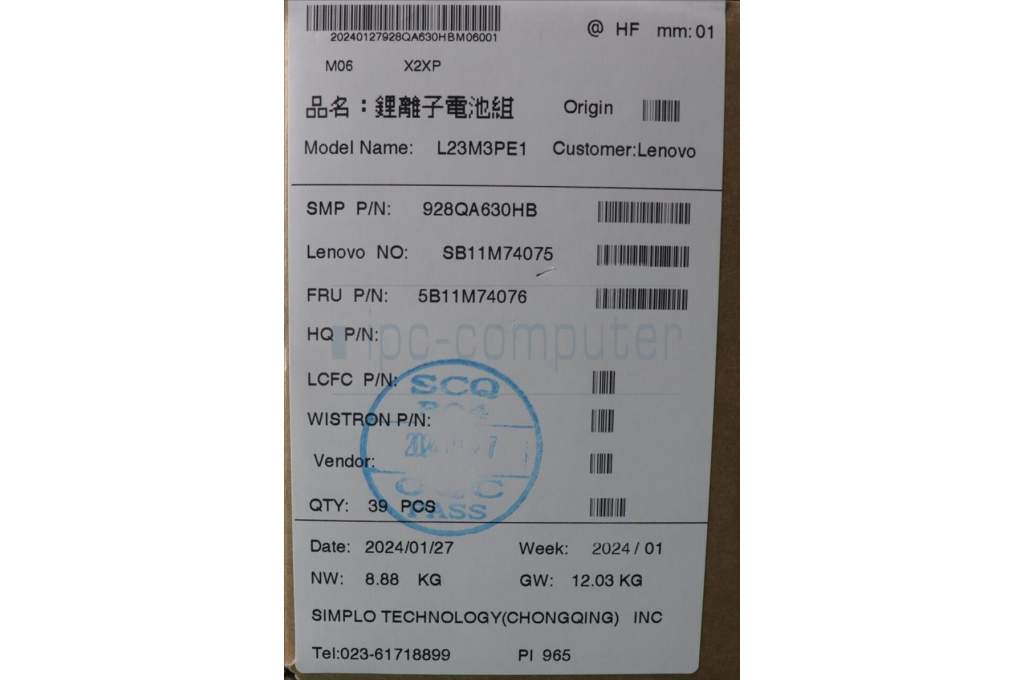 20240127928QA630HBM06001
@ HF mm:01
M06 X2XP
品名：鋰離子電池組 Origin
Model Name: L23M3PE1 Customer:Lenovo
SMP P/N: 928QA630HB
Lenovo NO: SB11M74075
FRU P/N: 5B11M74076
HQ P/N:
ipc-computer
LCFC P/N:
SCQ
WISTRON P/N:
Vendor:
QTY: 39 PCS
PASS
Date: 2024/01/27 Week: 2024/01
NW: 8.88 KG GW: 12.03 KG
SIMPLO TECHNOLOGY(CHONGQING) INC
Tel:023-61718899 PI 965